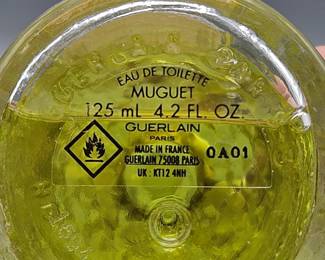 EAU DE TOILETTE
MUGUET
125 mL 4.2 FL. OZ.
GUERLAIN
PARIS
MADE IN FRANCE
GUERLAIN 75008 PARIS
0A01
UK : KT12 4NH